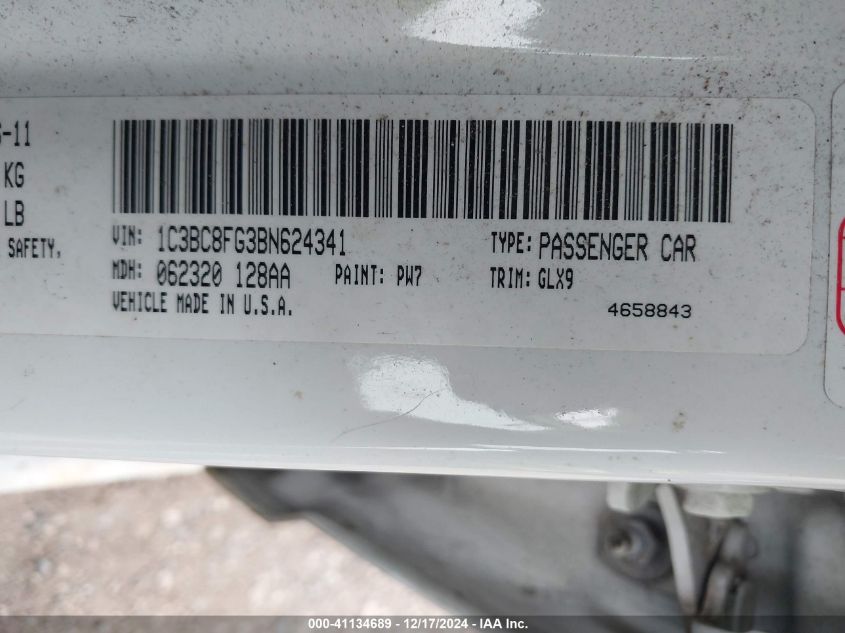 -11
KG
LB
SAFETY.
VIN: 1C3BC8FG3BN624341 TYPE: PASSENGER CAR
MDH: 062320 128AA PAINT: PW7 TRIM: GLX9
VEHICLE MADE IN U.S.A. 4658843
000-41134689 - 12/17/2024 - IAA Inc.